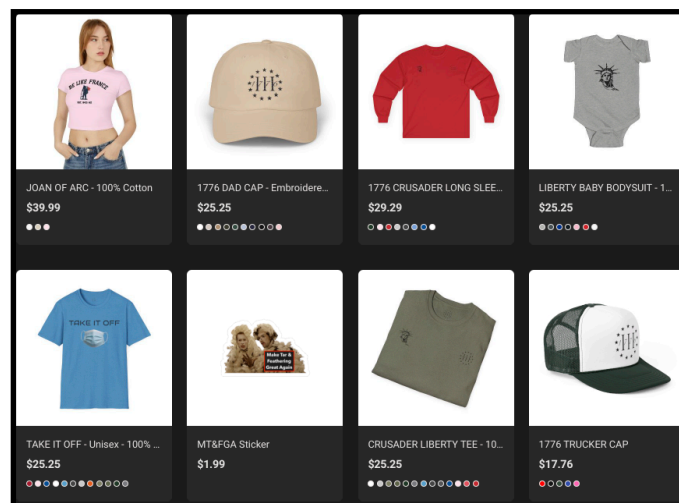 BE LIKE FRANCE
JOAN OF ARC - 100% Cotton
$39.99
III
1776 DAD CAP - Embroidere...
$25.25
1776 CRUSADER LONG SLEE...
$29.29
LIBERTY BABY BODYSUIT - 1...
$25.25
TAKE IT OFF
TAKE IT OFF - Unisex - 100% ...
$25.25
Make Tar &
Feathering
Great Again
MT&FGA Sticker
$1.99
CRUSADER LIBERTY TEE - 10...
$25.25
III
1776 TRUCKER CAP
$17.76